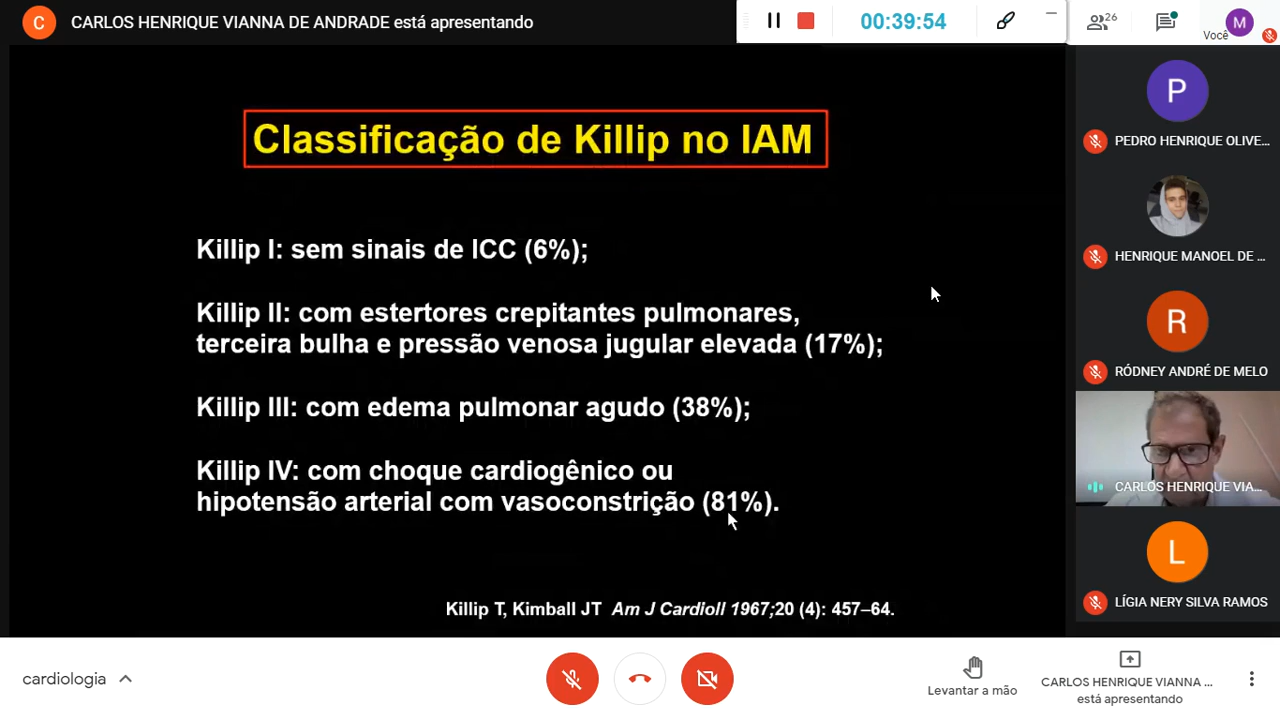 C
CARLOS HENRIQUE VIANNA DE ANDRADE está apresentando
00:39:54
26
Você
M
Classificação de Killip no IAM
Killip I: sem sinais de ICC (6%);
Killip II: com estertores crepitantes pulmonares,
terceira bulha e pressão venosa jugular elevada (17%);
Killip III: com edema pulmonar agudo (38%);
Killip IV: com choque cardiogênico ou
hipotensão arterial com vasoconstrição (81%).
Killip T, Kimball JT Am J Cardioll 1967;20 (4): 457–64.
P
PEDRO HENRIQUE OLIVE...
HENRIQUE MANOEL DE ...
R
RÓDNEY ANDRÉ DE MELO
CARLOS HENRIQUE VIA...
L
LÍGIA NERY SILVA RAMOS
cardiologia
Levantar a mão
CARLOS HENRIQUE VIANNA ...
está apresentando